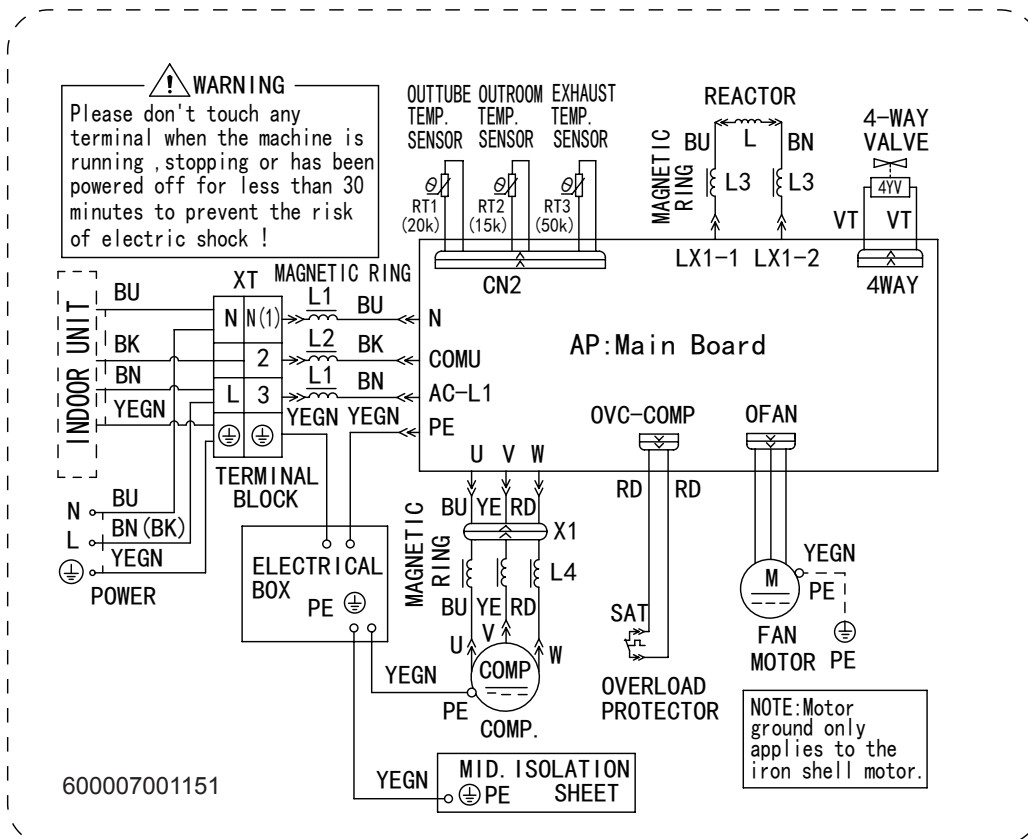 WARNING
Please don't touch any
terminal when the machine is
running ,stopping or has been
powered off for less than 30
minutes to prevent the risk
of electric shock !
OUTTUBE OUTROOM EXHAUST
TEMP. TEMP. TEMP.
SENSOR SENSOR SENSOR
θ θ θ
RT1 RT2 RT3
(20k) (15k) (50k)
CN2
REACTOR
BU L BN
MAGNETIC
RING
L3 L3
LX1-1 LX1-2
4-WAY
VALVE
4YV
VT VT
4WAY
INDOOR UNIT
BU
BK
BN
YEGN
XT
N N(1)
2
L 3
TERMINAL
BLOCK
MAGNETIC RING
L1 BU N
L2 BK COMU
L1 BN AC-L1
YEGN YEGN PE
AP:Main Board
OVC-COMP OFAN
U V W
N BU
L BN(BK)
YEGN
POWER
ELECTRICAL
BOX
PE
MAGNETIC
RING
BU YE RD
X1
L4
BU YE RD
U V W
COMP
PE
COMP.
YEGN
YEGN
MID. ISOLATION
PE SHEET
RD RD
SAT
OVERLOAD
PROTECTOR
M
YEGN
PE
FAN
MOTOR
PE
NOTE:Motor
ground only
applies to the
iron shell motor.
600007001151